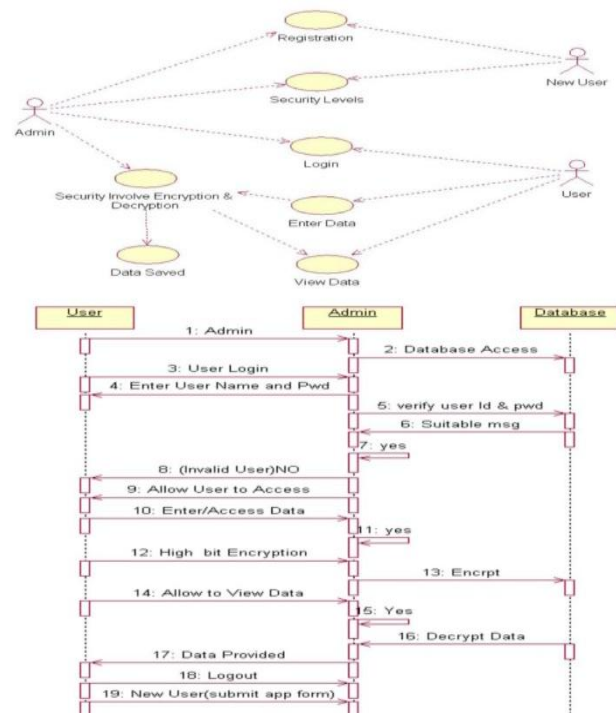 Registration
New User
Security Levels
Admin
Login
User
Security Involve Encryption &
Decryption
Enter Data
Data Saved
View Data
User
Admin
Database
1: Admin
2: Database Access
3: User Login
4: Enter User Name and Pwd
5: verify user Id & pwd
6: Suitable msg
7: yes
8: (Invalid User)NO
9: Allow User to Access
10: Enter/Access Data
11: yes
12: High bit Encryption
13: Encrpt
14: Allow to View Data
15: Yes
16: Decrypt Data
17: Data Provided
18: Logout
19: New User(submit app form)